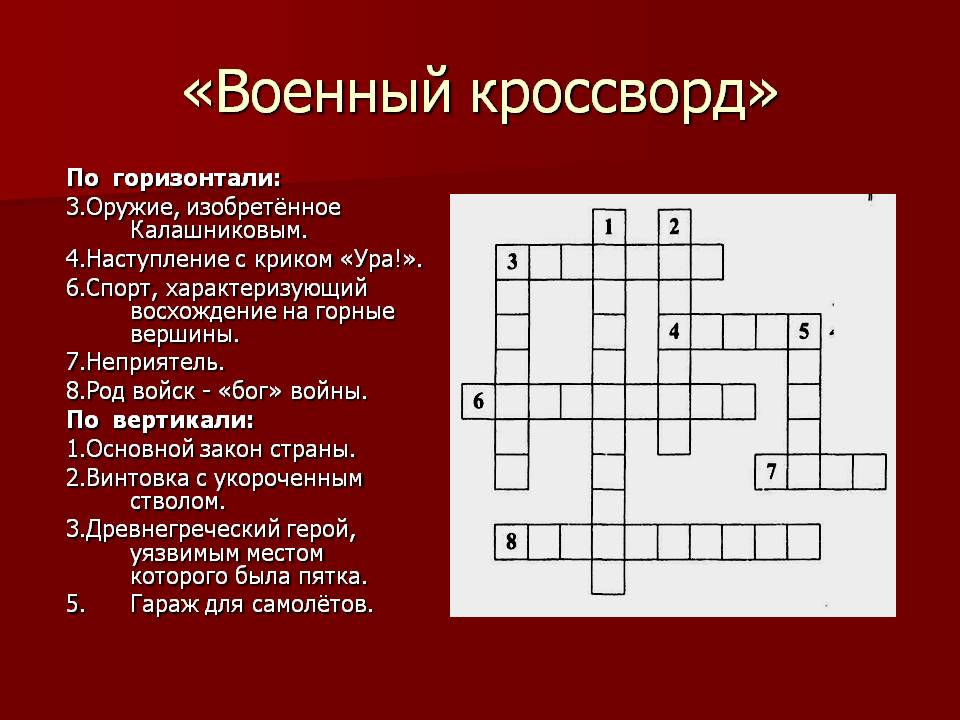 «Военный кроссворд»
По горизонтали:
3.Оружие, изобретённое
Калашниковым.
4.Наступление с криком «Ура!».
6.Спорт, характеризующий
восхождение на горные
вершины.
7.Неприятель.
8.Род войск - «бог» войны.
По вертикали:
1.Основной закон страны.
2.Винтовка с укороченным
стволом.
3.Древнегреческий герой,
уязвимым местом
которого была пятка.
5. Гараж для самолётов.
1 2
3
4 5
6
7
8